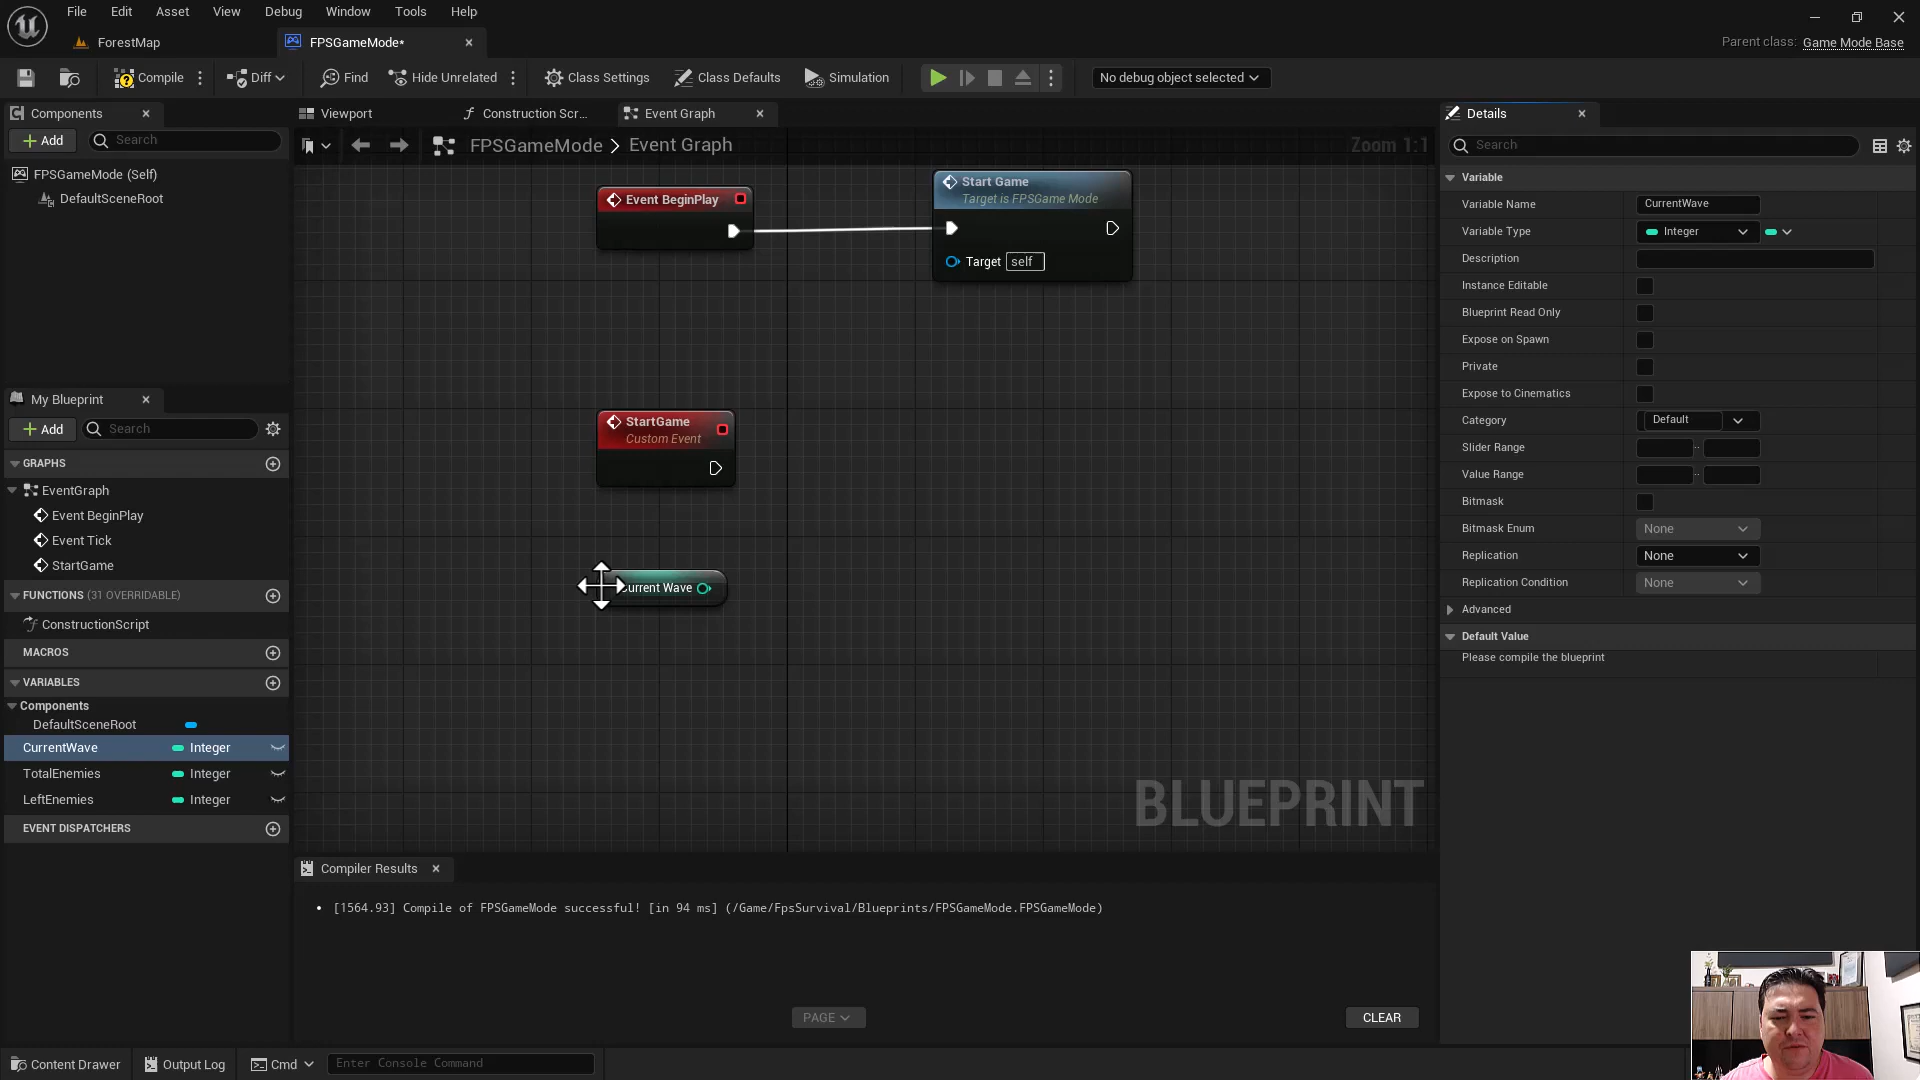 File Edit Asset View Debug Window Tools Help
ForestMap
FPSGameMode*
Parent class: Game Mode Base
Compile
Diff
Find
Hide Unrelated
Class Settings
Class Defaults
Simulation
No debug object selected
Components
Add
Search
FPSGameMode (Self)
DefaultSceneRoot
My Blueprint
Add
Search
GRAPHS
EventGraph
Event BeginPlay
Event Tick
StartGame
FUNCTIONS (31 OVERRIDABLE)
ConstructionScript
MACROS
VARIABLES
Components
DefaultSceneRoot
CurrentWave Integer
TotalEnemies Integer
LeftEnemies Integer
EVENT DISPATCHERS
Viewport
Construction Scr...
Event Graph
FPSGameMode > Event Graph
Zoom 1:1
Event BeginPlay
Start Game
Target is FPSGame Mode
Target self
StartGame
Custom Event
Current Wave
BLUEPRINT
Compiler Results
• [1564.93] Compile of FPSGameMode successful! [in 94 ms] (/Game/FpsSurvival/Blueprints/FPSGameMode.FPSGameMode)
PAGE
CLEAR
Details
Search
Variable
Variable Name CurrentWave
Variable Type Integer
Description
Instance Editable
Blueprint Read Only
Expose on Spawn
Private
Expose to Cinematics
Category Default
Slider Range
Value Range
Bitmask
Bitmask Enum None
Replication None
Replication Condition None
Advanced
Default Value
Please compile the blueprint
Content Drawer
Output Log
Cmd
Enter Console Command